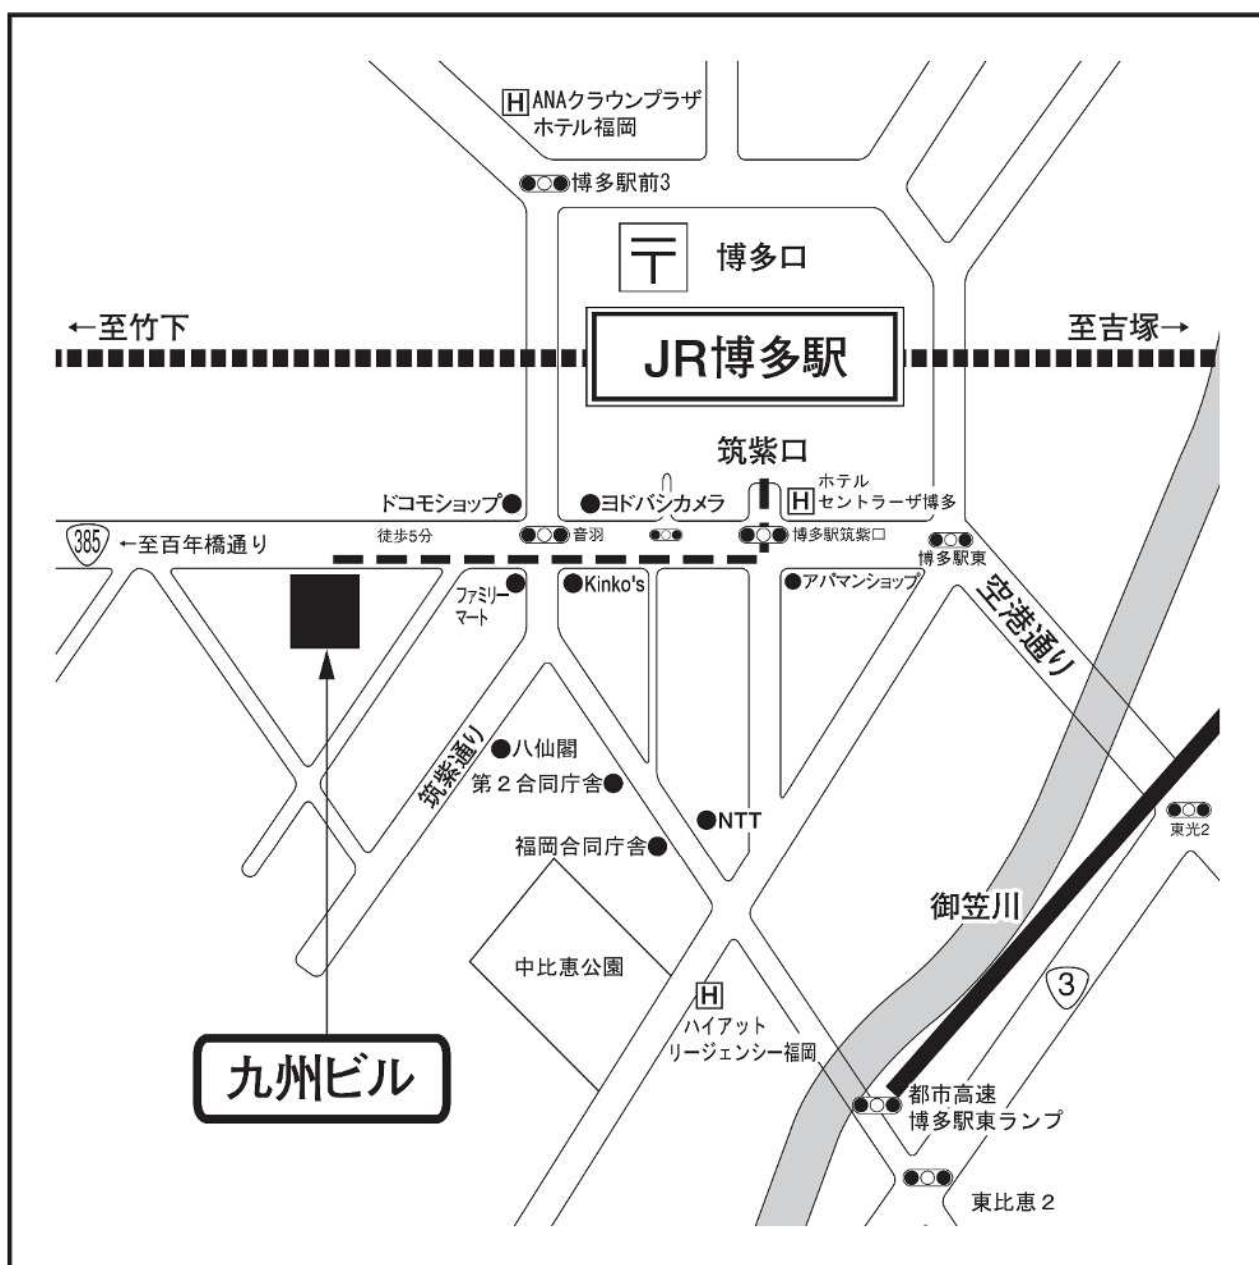 H ANAクラウンプラザ
ホテル福岡
博多駅前3
〒
博多口
←至竹下
至吉塚→
JR博多駅
筑紫口
ドコモショップ
ヨドバシカメラ
H ホテル
セントラーザ博多
385
←至百年橋通り
徒歩5分
音羽
博多駅筑紫口
博多駅東
ファミリー
マート
Kinko's
アパマンショップ
空港通り
筑紫通り
八仙閣
第2合同庁舎
NTT
東光2
福岡合同庁舎
御笠川
中比恵公園
3
H
ハイアット
リージェンシー福岡
九州ビル
都市高速
博多駅東ランプ
東比恵2